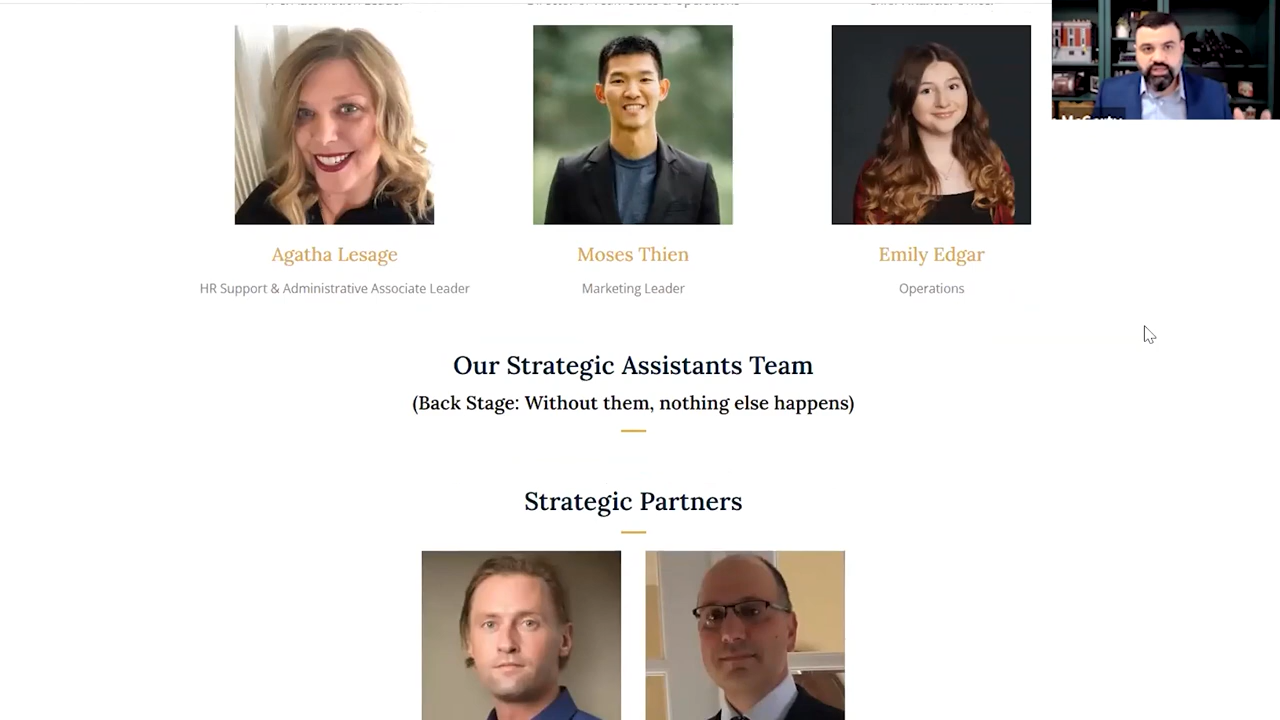 Agatha Lesage
Moses Thien
Emily Edgar
HR Support & Administrative Associate Leader
Marketing Leader
Operations
Our Strategic Assistants Team
(Back Stage: Without them, nothing else happens)
Strategic Partners